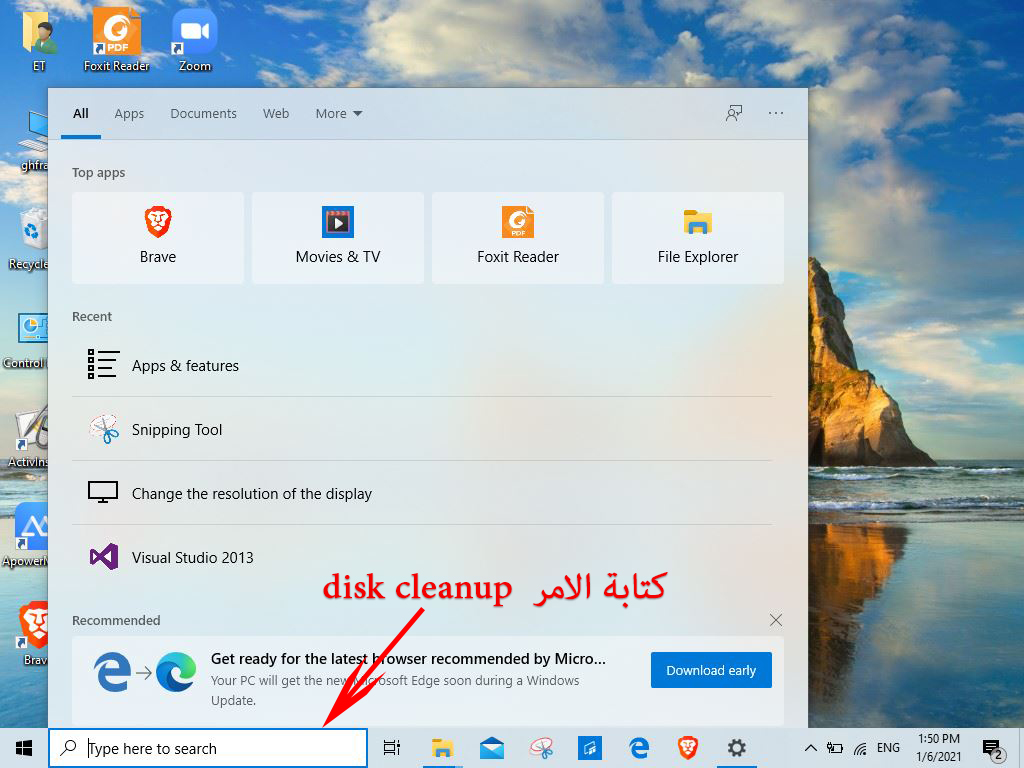 ET
Foxit Reader
Zoom
All Apps Documents Web More
ghfra
Top apps
Brave
Movies & TV
PDF
Foxit Reader
File Explorer
Recycle
Recent
Control
Apps & features
Snipping Tool
ActivIns
Change the resolution of the display
Visual Studio 2013
ApowerM
كتابة الامر disk cleanup
Recommended
Get ready for the latest browser recommended by Micro...
Your PC will get the new Microsoft Edge soon during a Windows
Update.
Download early
Brav
Type here to search
ENG
1:50 PM
1/6/2021
2